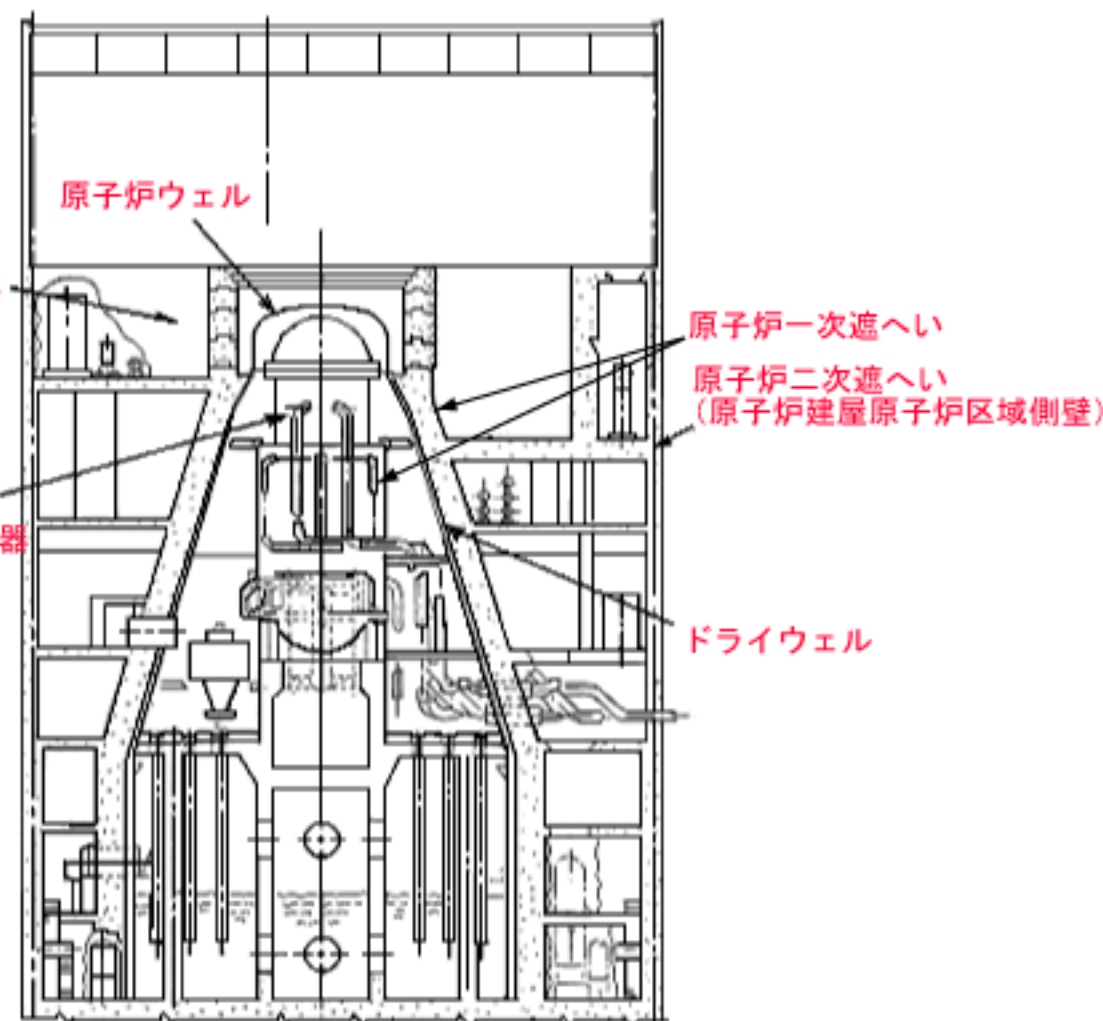 原子炉ウェル
原子炉一次遮へい
原子炉二次遮へい
(原子炉建屋原子炉区域側壁)
器
ドライウェル